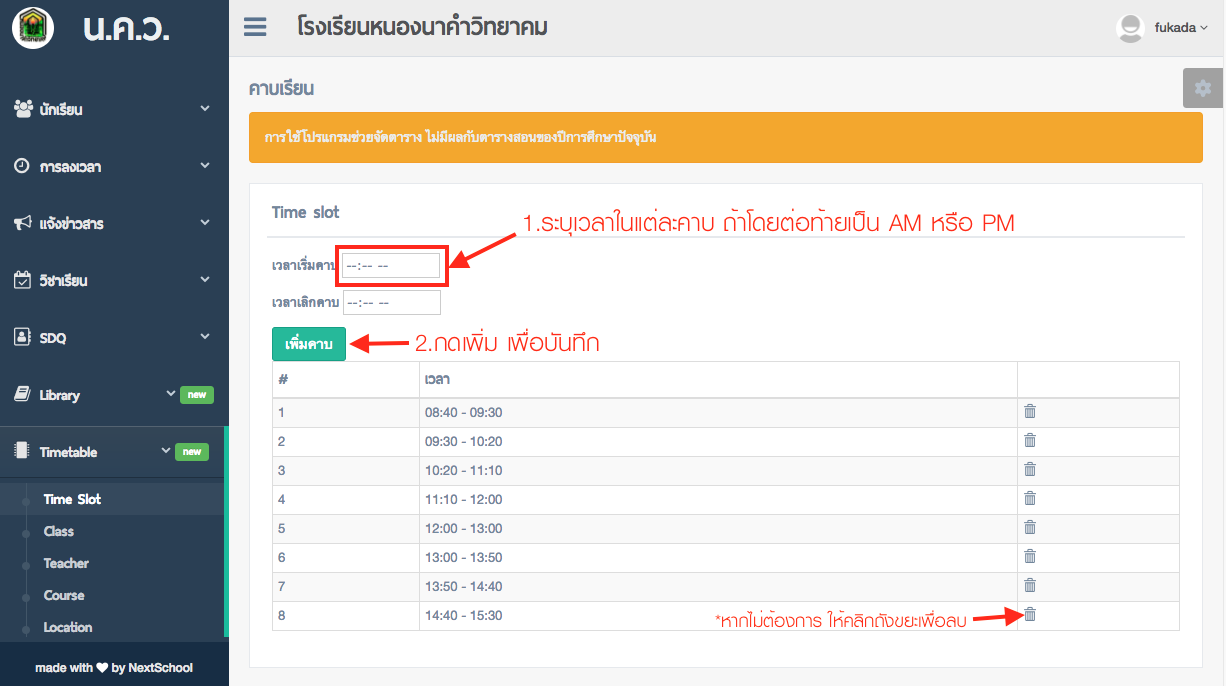 น.ค.ว.
โรงเรียนหนองนาคำวิทยาคม
fukada
นักเรียน
การลงเวลา
แจ้งข่าวสาร
วิชาเรียน
SDQ
Library new
Timetable new
Time Slot
Class
Teacher
Course
Location
made with ♥ by NextSchool
คาบเรียน
การใช้โปรแกรมช่วยจัดตาราง ไม่มีผลกับตารางสอนของปีการศึกษาปัจจุบัน
Time slot
1.ระบุเวลาในแต่ละคาบ ถ้าโดยต่อท้ายเป็น AM หรือ PM
เวลาเริ่มคาบ --:-- --
เวลาเลิกคาบ --:-- --
เพิ่มคาบ
2.กดเพิ่ม เพื่อบันทึก
# เวลา
1 08:40 - 09:30
2 09:30 - 10:20
3 10:20 - 11:10
4 11:10 - 12:00
5 12:00 - 13:00
6 13:00 - 13:50
7 13:50 - 14:40
8 14:40 - 15:30
*หากไม่ต้องการ ให้คลิกถังขยะเพื่อลบ